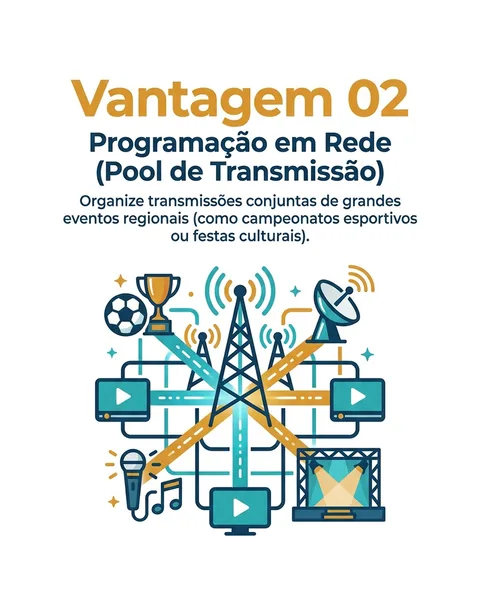 Vantagem 02
Programação em Rede
(Pool de Transmissão)
Organize transmissões conjuntas de grandes
eventos regionais (como campeonatos esportivos
ou festas culturais).